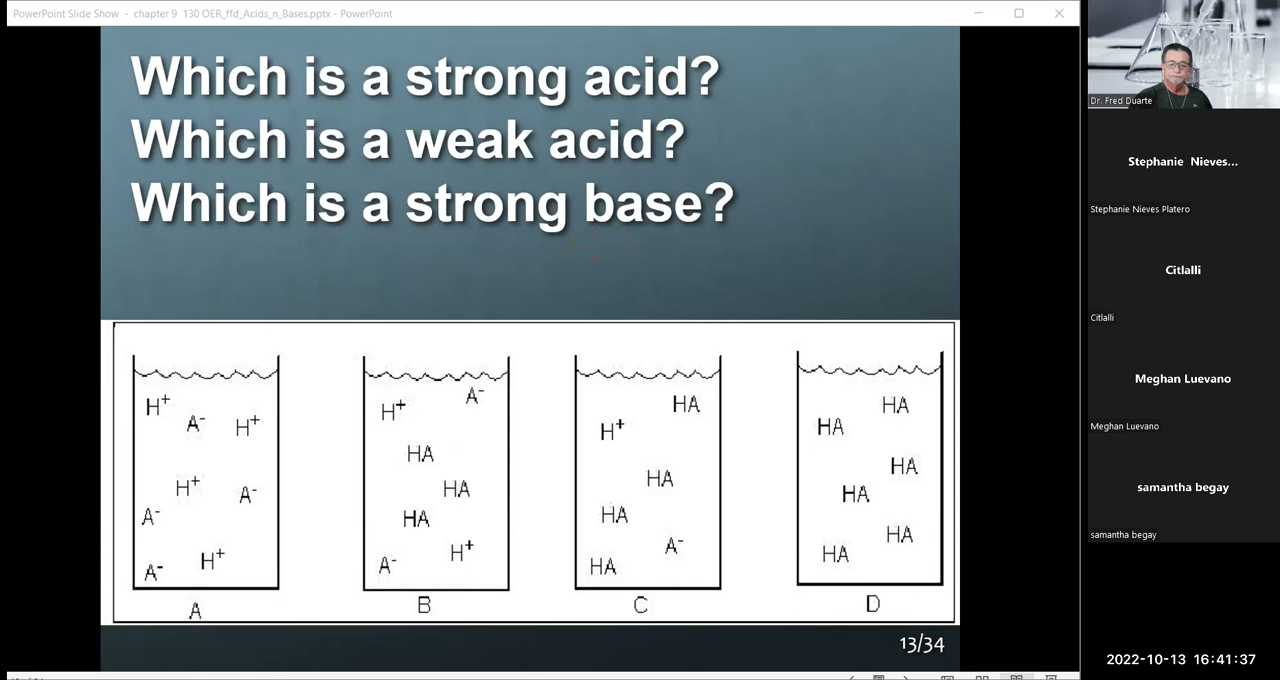 PowerPoint Slide Show - chapter 9 130 OER_ffd_Acids_n_Bases.pptx - PowerPoint
Which is a strong acid?
Which is a weak acid?
Which is a strong base?
H+ A- H+
H+ A-
A-
A- H+
A
H+ A-
HA
HA
HA
A- H+
B
HA
H+
HA
HA
A-
HA
C
HA
HA
HA
HA
HA
HA
D
13/34
Dr. Fred Duarte
Stephanie Nieves...
Stephanie Nieves Platero
Citlalli
Citlalli
Meghan Luevano
Meghan Luevano
samantha begay
samantha begay
2022-10-13 16:41:37